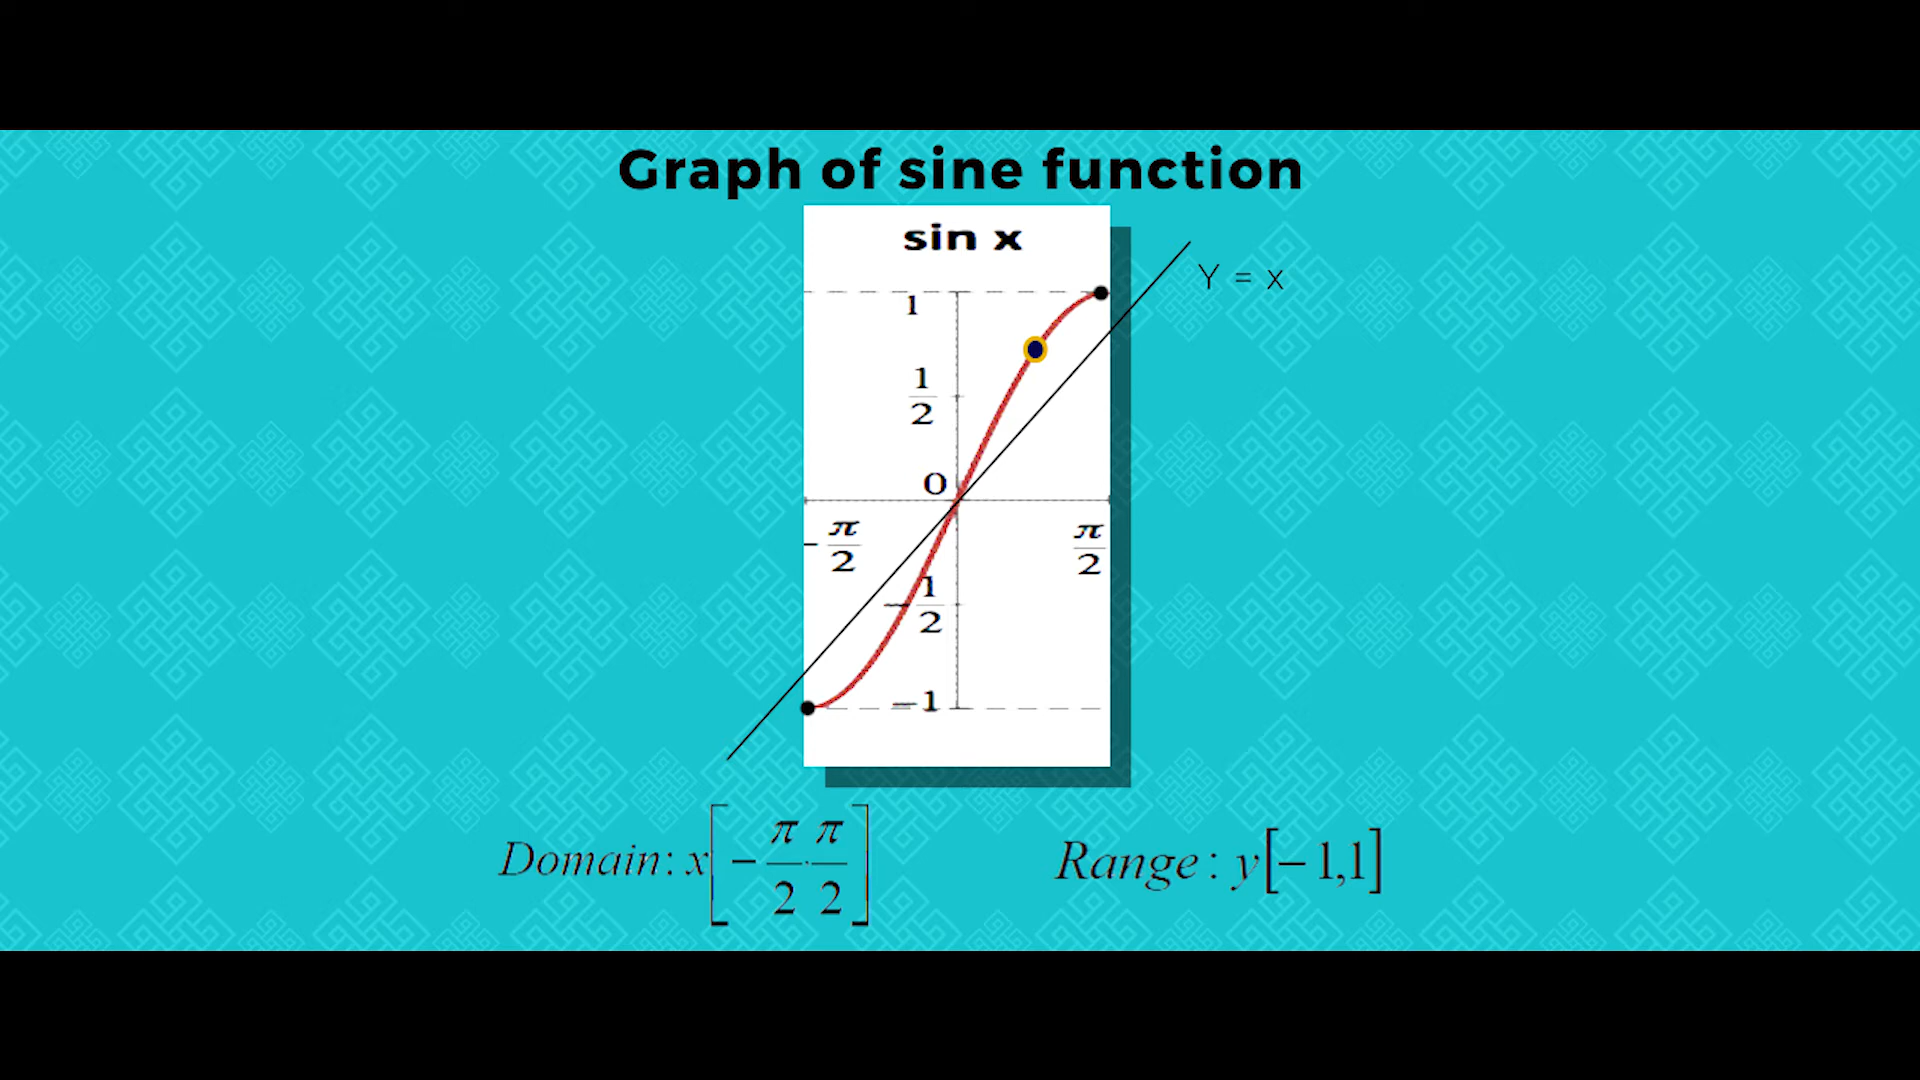 Graph of sine function
sin x
Y = x
1
1/2
0
-π/2
π/2
-1/2
-1
Domain: x[-π/2 . π/2]
Range: y[-1,1]